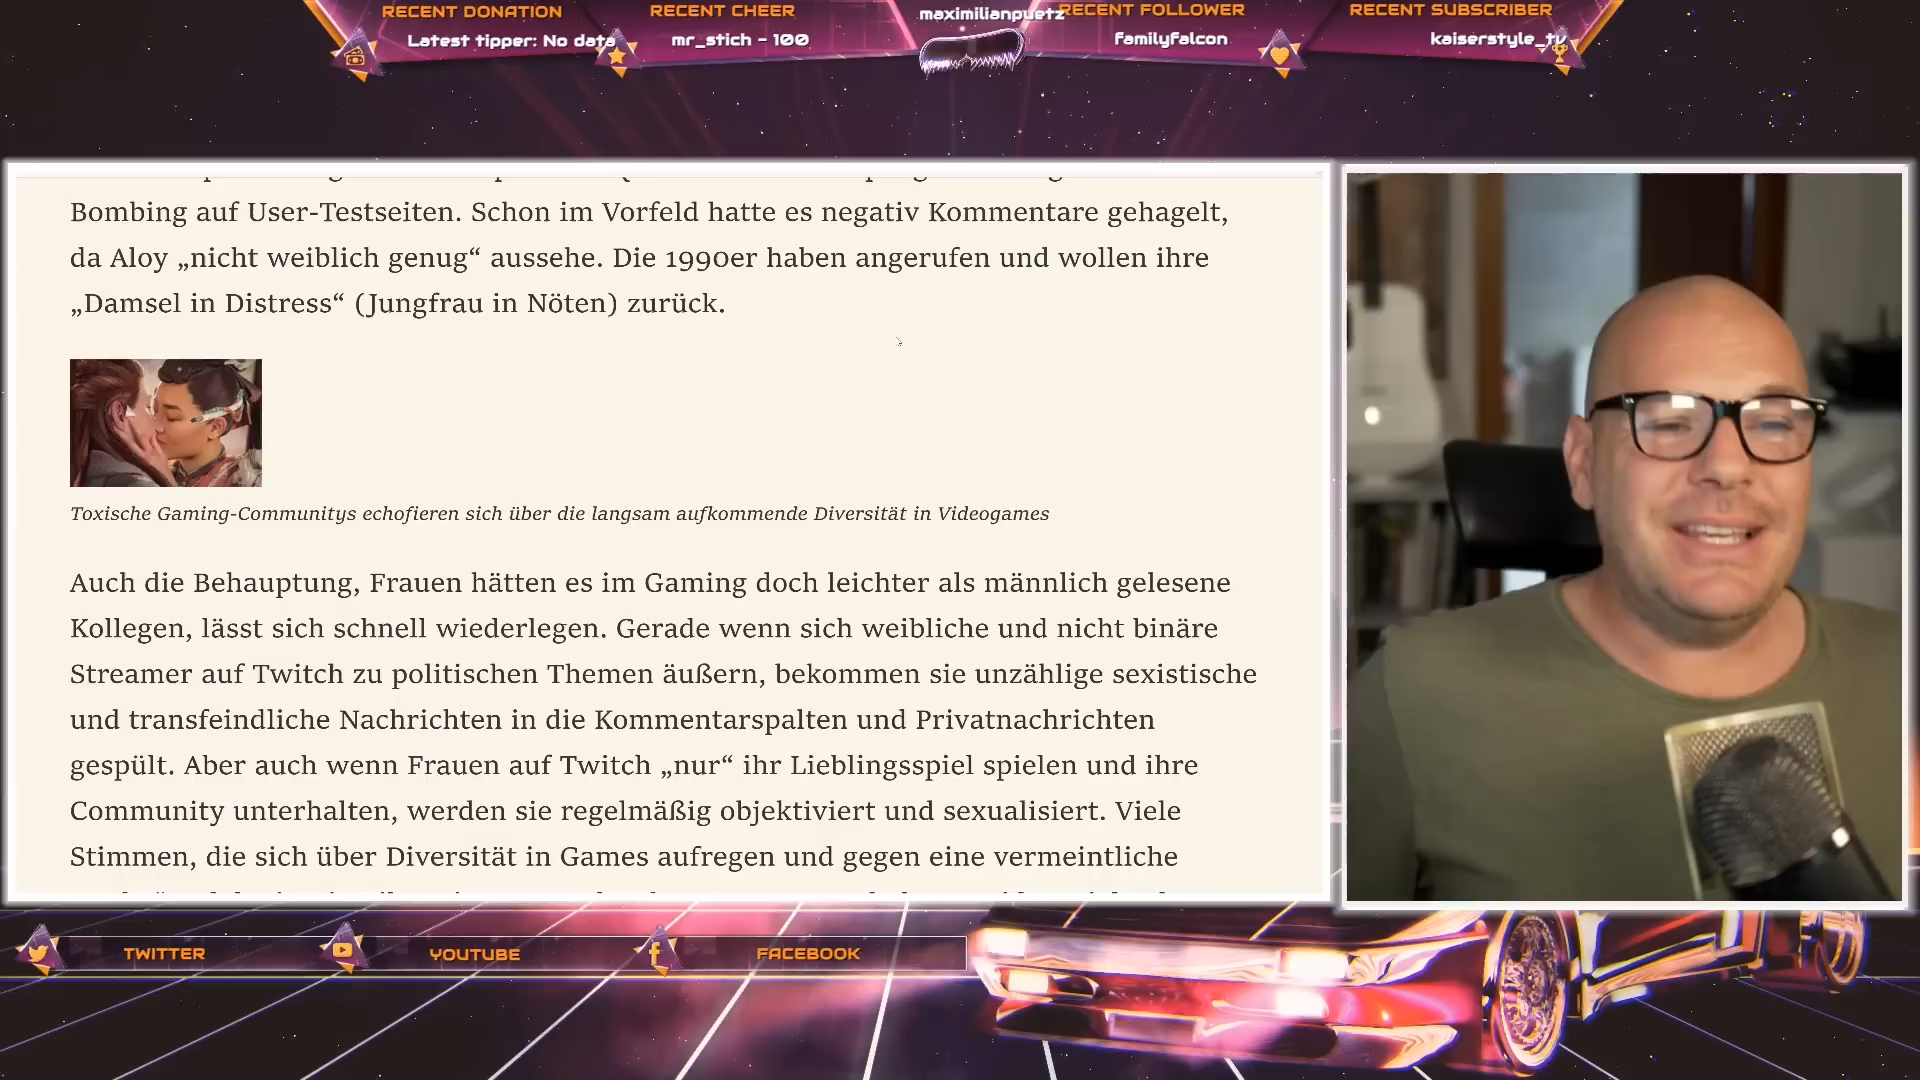 RECENT DONATION
Latest tipper: No data
RECENT CHEER
mr_stich - 100
maximilianpuetz
RECENT FOLLOWER
familyfalcon
RECENT SUBSCRIBER
kaiserstyle_tv
Bombing auf User-Testseiten. Schon im Vorfeld hatte es negativ Kommentare gehagelt,
da Aloy „nicht weiblich genug“ aussehe. Die 1990er haben angerufen und wollen ihre
„Damsel in Distress“ (Jungfrau in Nöten) zurück.
Toxische Gaming-Communitys echofieren sich über die langsam aufkommende Diversität in Videogames
Auch die Behauptung, Frauen hätten es im Gaming doch leichter als männlich gelesene
Kollegen, lässt sich schnell wiederlegen. Gerade wenn sich weibliche und nicht binäre
Streamer auf Twitch zu politischen Themen äußern, bekommen sie unzählige sexistische
und transfeindliche Nachrichten in die Kommentarspalten und Privatnachrichten
gespült. Aber auch wenn Frauen auf Twitch „nur“ ihr Lieblingsspiel spielen und ihre
Community unterhalten, werden sie regelmäßig objektiviert und sexualisiert. Viele
Stimmen, die sich über Diversität in Games aufregen und gegen eine vermeintliche
TWITTER
YOUTUBE
FACEBOOK